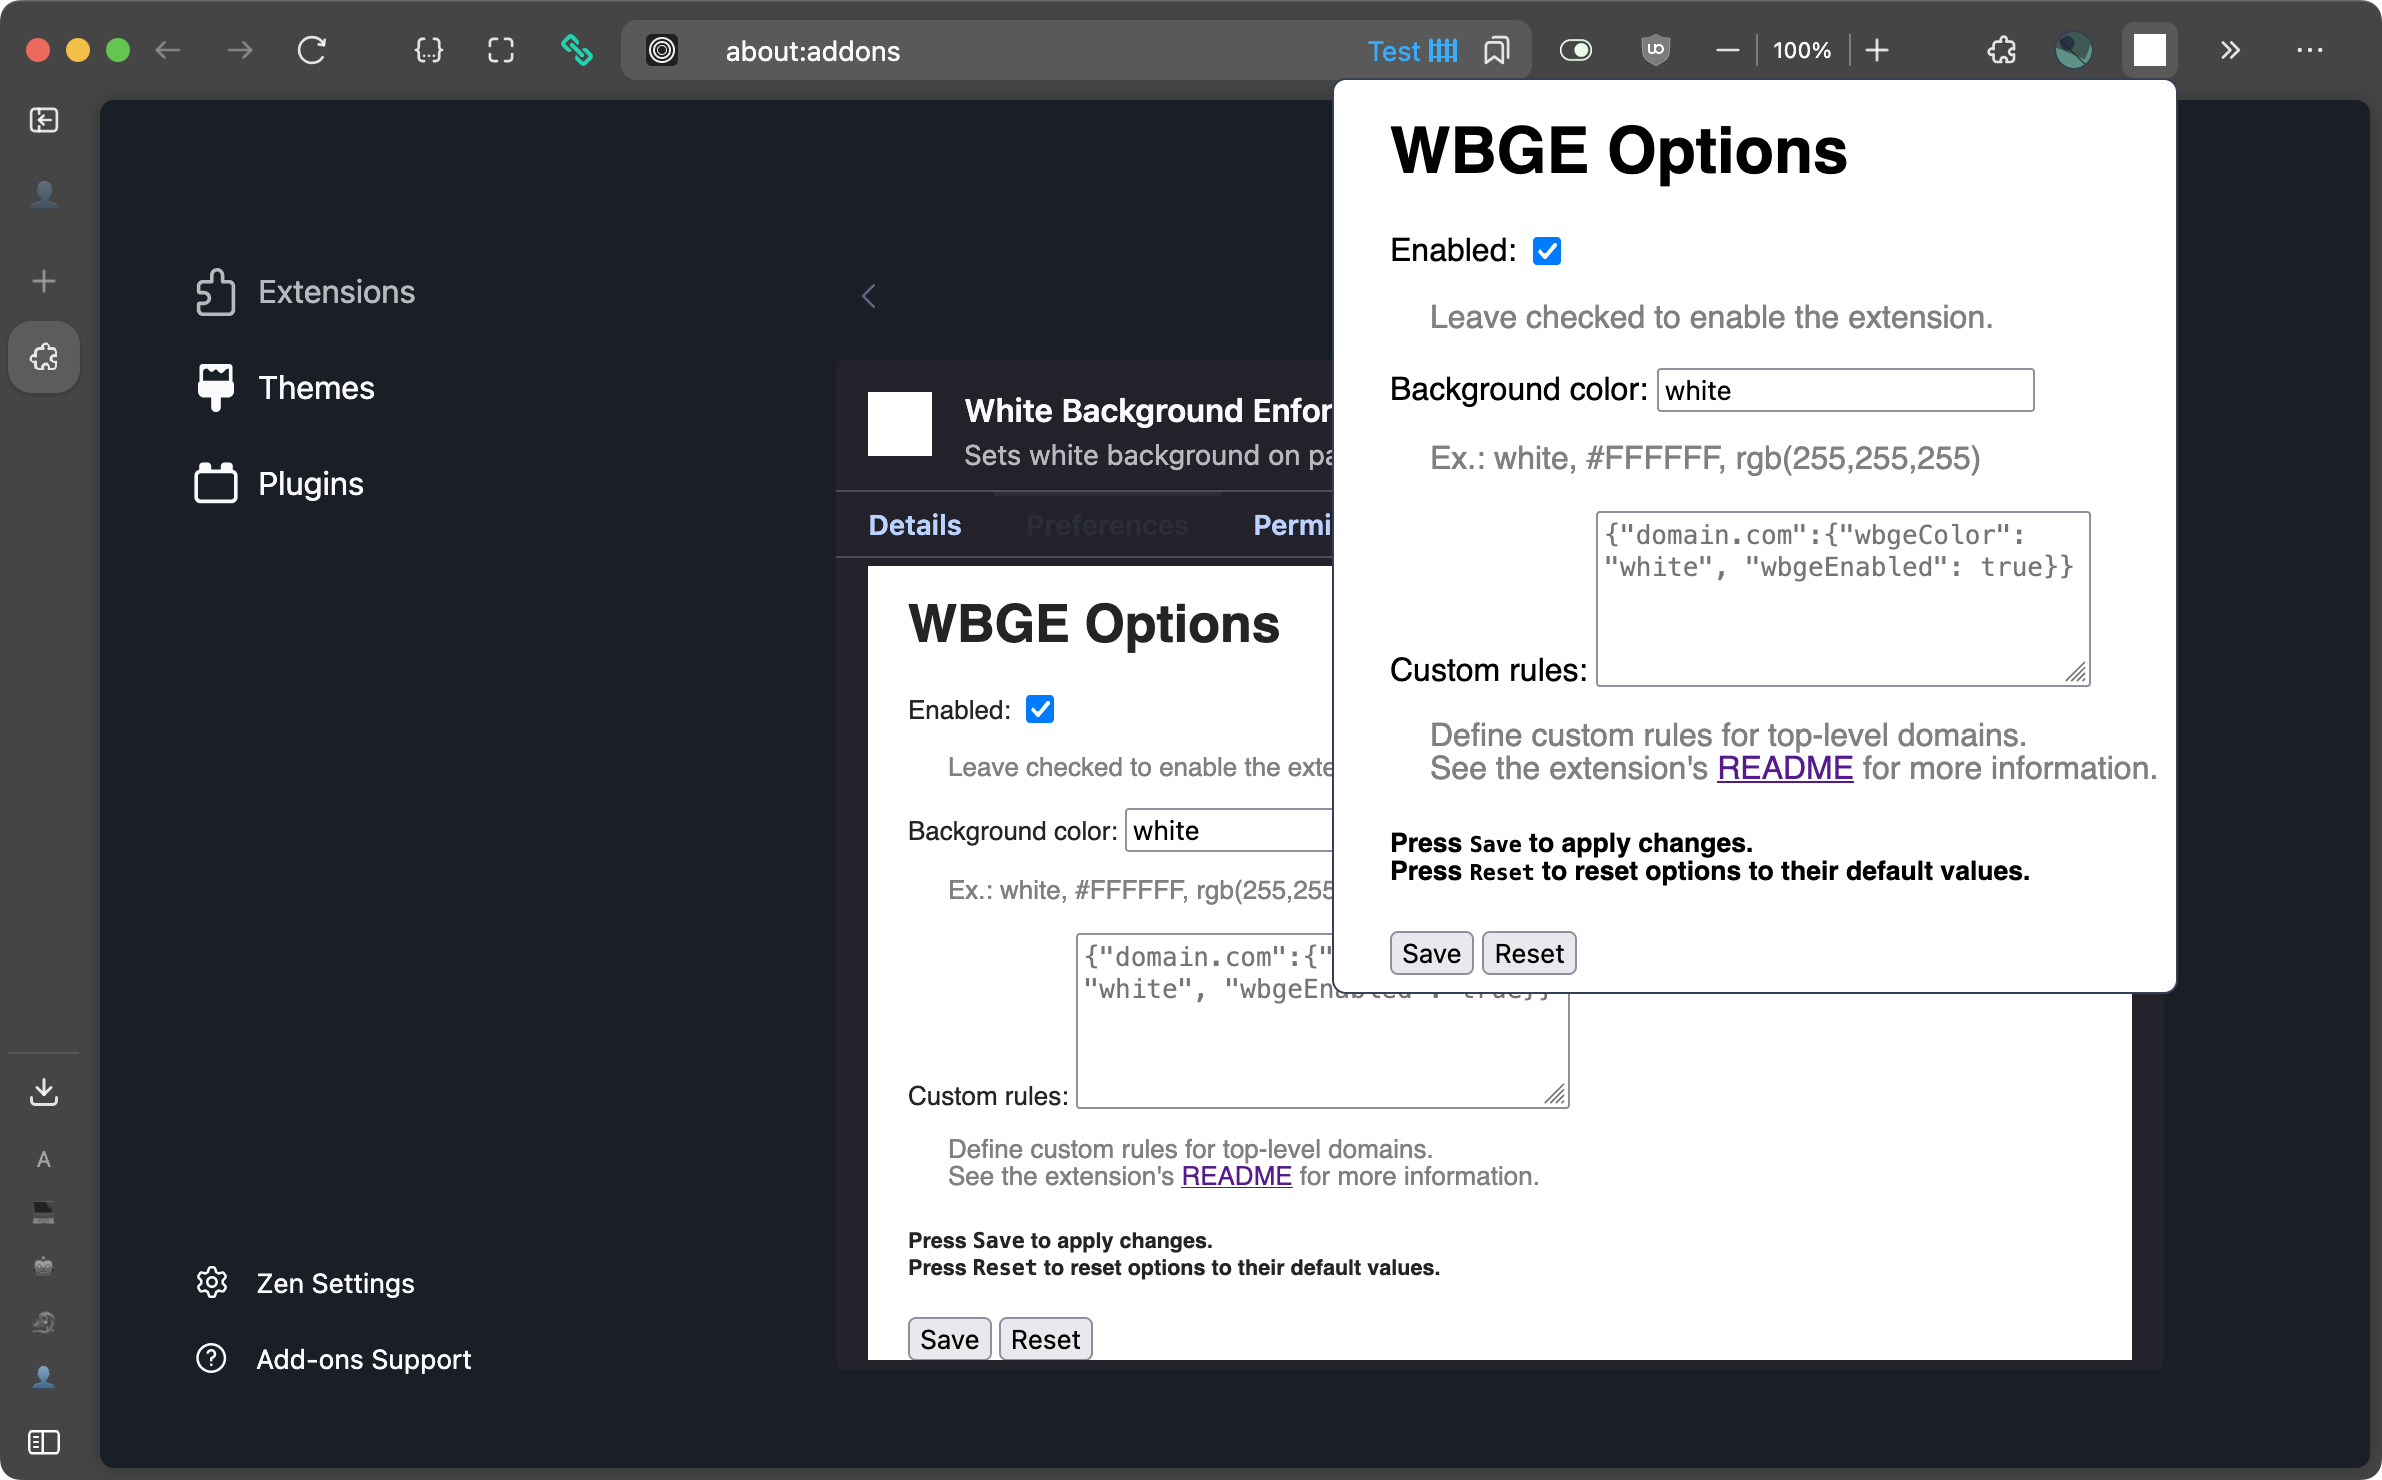 about:addons
Test
100%
Extensions
Themes
Plugins
Zen Settings
Add-ons Support
White Background Enfor
Sets white background on pa
Details
Preferences
Permi
WBGE Options
Enabled:
Leave checked to enable the exte
Background color: white
Ex.: white, #FFFFFF, rgb(255,255
{"domain.com":{"
"white", "wbgeEnabled": true}}
Custom rules:
Define custom rules for top-level domains.
See the extension's README for more information.
Press Save to apply changes.
Press Reset to reset options to their default values.
Save
Reset
WBGE Options
Enabled:
Leave checked to enable the extension.
Background color: white
Ex.: white, #FFFFFF, rgb(255,255,255)
{"domain.com":{"wbgeColor":
"white", "wbgeEnabled": true}}
Custom rules:
Define custom rules for top-level domains.
See the extension's README for more information.
Press Save to apply changes.
Press Reset to reset options to their default values.
Save
Reset
A